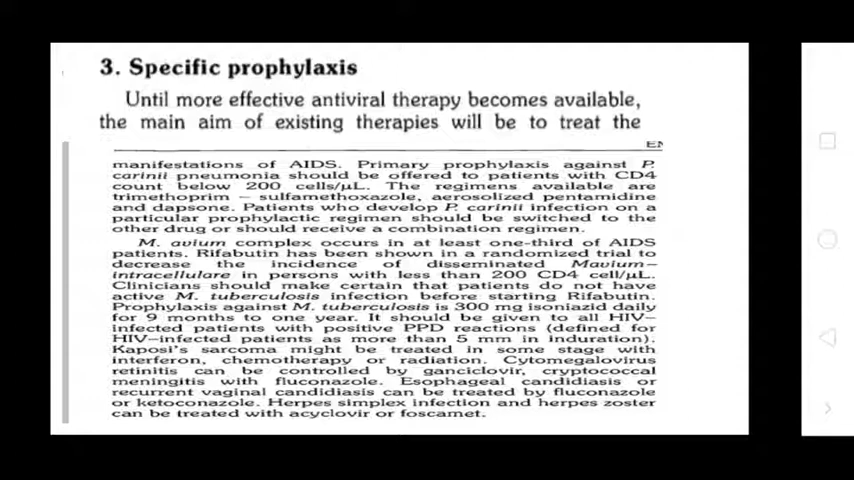 3. Specific prophylaxis
Until more effective antiviral therapy becomes available,
the main aim of existing therapies will be to treat the
EN
manifestations of AIDS. Primary prophylaxis against P.
carinii pneumonia should be offered to patients with CD4
count below 200 cells/µL. The regimens available are
trimethoprim – sulfamethoxazole, aerosolized pentamidine
and dapsone. Patients who develop P. carinii infection on a
particular prophylactic regimen should be switched to the
other drug or should receive a combination regimen.
M. avium complex occurs in at least one-third of AIDS
patients. Rifabutin has been shown in a randomized trial to
decrease the incidence of disseminated Mavium–
intracellulare in persons with less than 200 CD4 cell/µL.
Clinicians should make certain that patients do not have
active M. tuberculosis infection before starting Rifabutin.
Prophylaxis against M. tuberculosis is 300 mg isoniazid daily
for 9 months to one year. It should be given to all HIV–
infected patients with positive PPD reactions (defined for
HIV–infected patients as more than 5 mm in induration).
Kaposi's sarcoma might be treated in some stage with
interferon, chemotherapy or radiation. Cytomegalovirus
retinitis can be controlled by ganciclovir, cryptococcal
meningitis with fluconazole. Esophageal candidiasis or
recurrent vaginal candidiasis can be treated by fluconazole
or ketoconazole. Herpes simplex infection and herpes zoster
can be treated with acyclovir or foscamet.